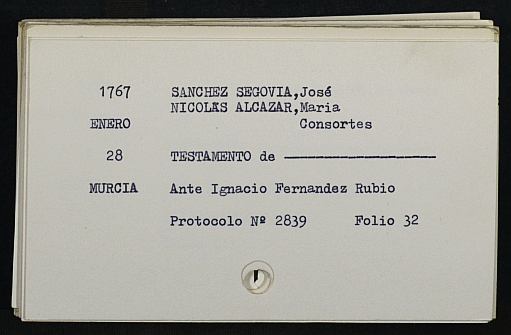 1767 SANCHEZ SEGOVIA,José
NICOLAS ALCAZAR,Maria
ENERO Consortes
28 TESTAMENTO de --------------------
MURCIA Ante Ignacio Fernandez Rubio
Protocolo Nº 2839 Folio 32